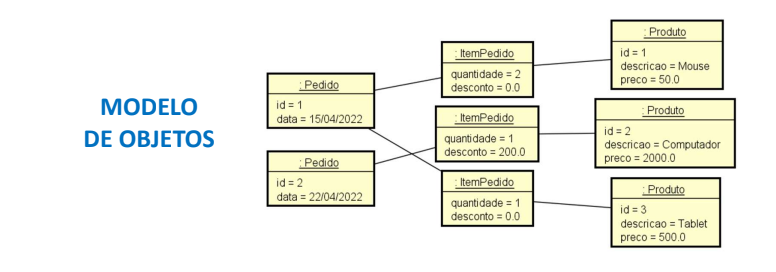 MODELO
DE OBJETOS
: Pedido
id = 1
data = 15/04/2022
: Pedido
id = 2
data = 22/04/2022
: ItemPedido
quantidade = 2
desconto = 0.0
: ItemPedido
quantidade = 1
desconto = 200.0
: ItemPedido
quantidade = 1
desconto = 0.0
: Produto
id = 1
descricao = Mouse
preco = 50.0
: Produto
id = 2
descricao = Computador
preco = 2000.0
: Produto
id = 3
descricao = Tablet
preco = 500.0